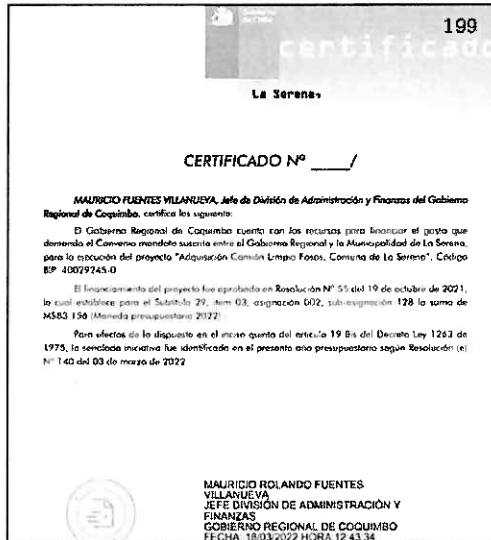 199
Gobierno
de Chile
certificado
La Serena,
CERTIFICADO Nº _____/
MAURICIO FUENTES VILLANUEVA, Jefe de División de Administración y Finanzas del Gobierno
Regional de Coquimbo, certifica los siguiente:
El Gobierno Regional de Coquimbo cuenta con los recursos para financiar el gasto que
demanda el Convenio mandato suscrito entre el Gobierno Regional y la Municipalidad de La Serena,
para la ejecución del proyecto "Adquisición Camión Limpia Fosas, Comuna de La Serena", Código
BIP 40029245-0
El financiamiento del proyecto fue aprobado en Resolución Nº 55 del 19 de octubre de 2021,
la cual establece para el Subtítulo 29, ítem 03, asignación 002, sub-asignación 128 la suma de
M$83.156 (Moneda presupuestaria 2022)
Para efectos de lo dispuesto en el inciso quinto del artículo 19 Bis del Decreto Ley 1263 de
1975, la señalada iniciativa fue identificada en el presente año presupuestario según Resolución (e)
Nº 140 del 03 de marzo de 2022
MAURICIO ROLANDO FUENTES
VILLANUEVA
JEFE DIVISIÓN DE ADMINISTRACIÓN Y
FINANZAS
GOBIERNO REGIONAL DE COQUIMBO
FECHA: 18/03/2022 HORA:12:43:34